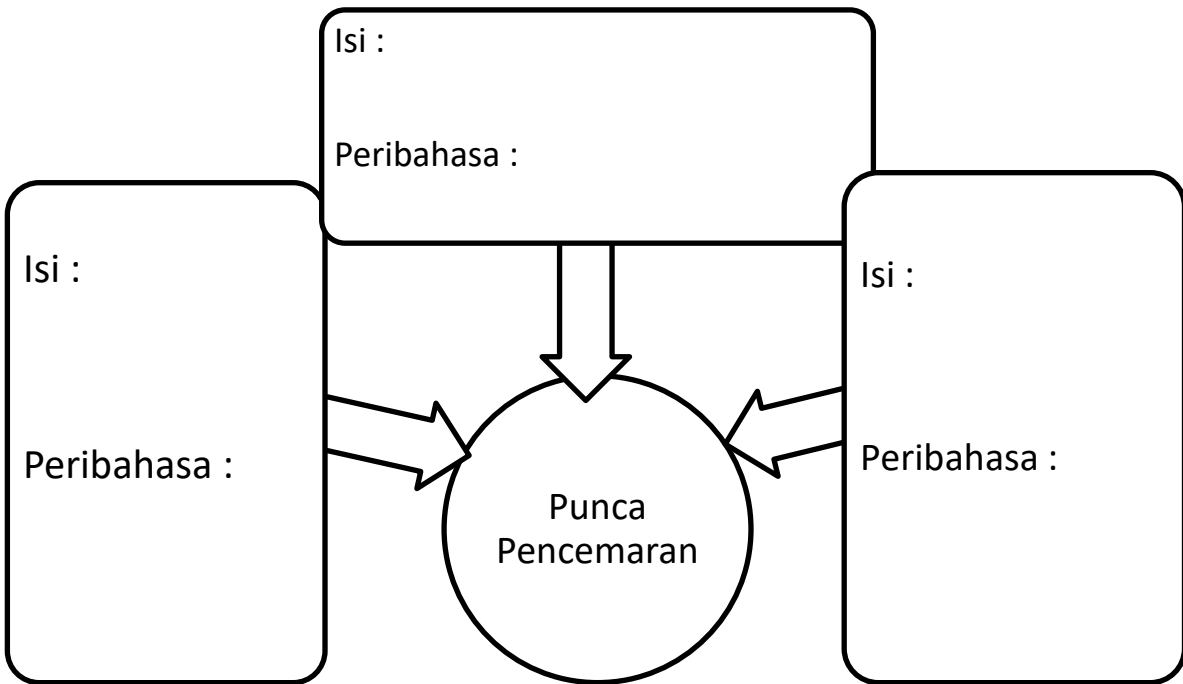 Isi :
Peribahasa :
Isi :
Peribahasa :
Isi :
Peribahasa :
Punca
Pencemaran